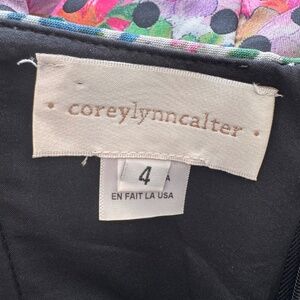 • coreylynncalter •
4
EN FAIT LA USA